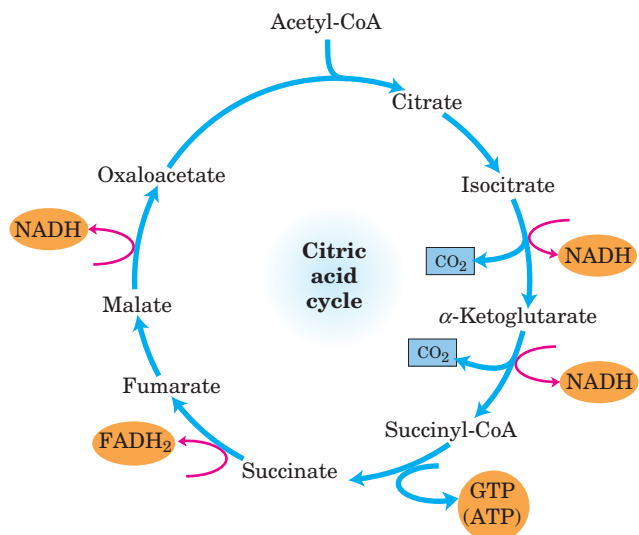 Acetyl-CoA
Citrate
Isocitrate
Oxaloacetate
NADH
Citric
acid
cycle
CO₂
NADH
Malate
α-Ketoglutarate
CO₂
Fumarate
NADH
Succinyl-CoA
FADH₂
Succinate
GTP
(ATP)